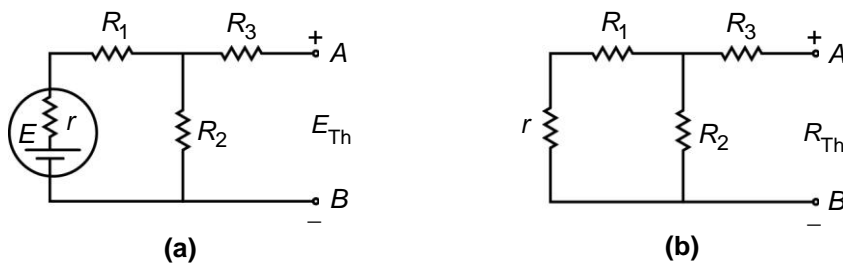 R1 R3
+ A
E r
R2
ETh
B
−
(a)
R1 R3
+ A
r
R2
RTh
B
−
(b)